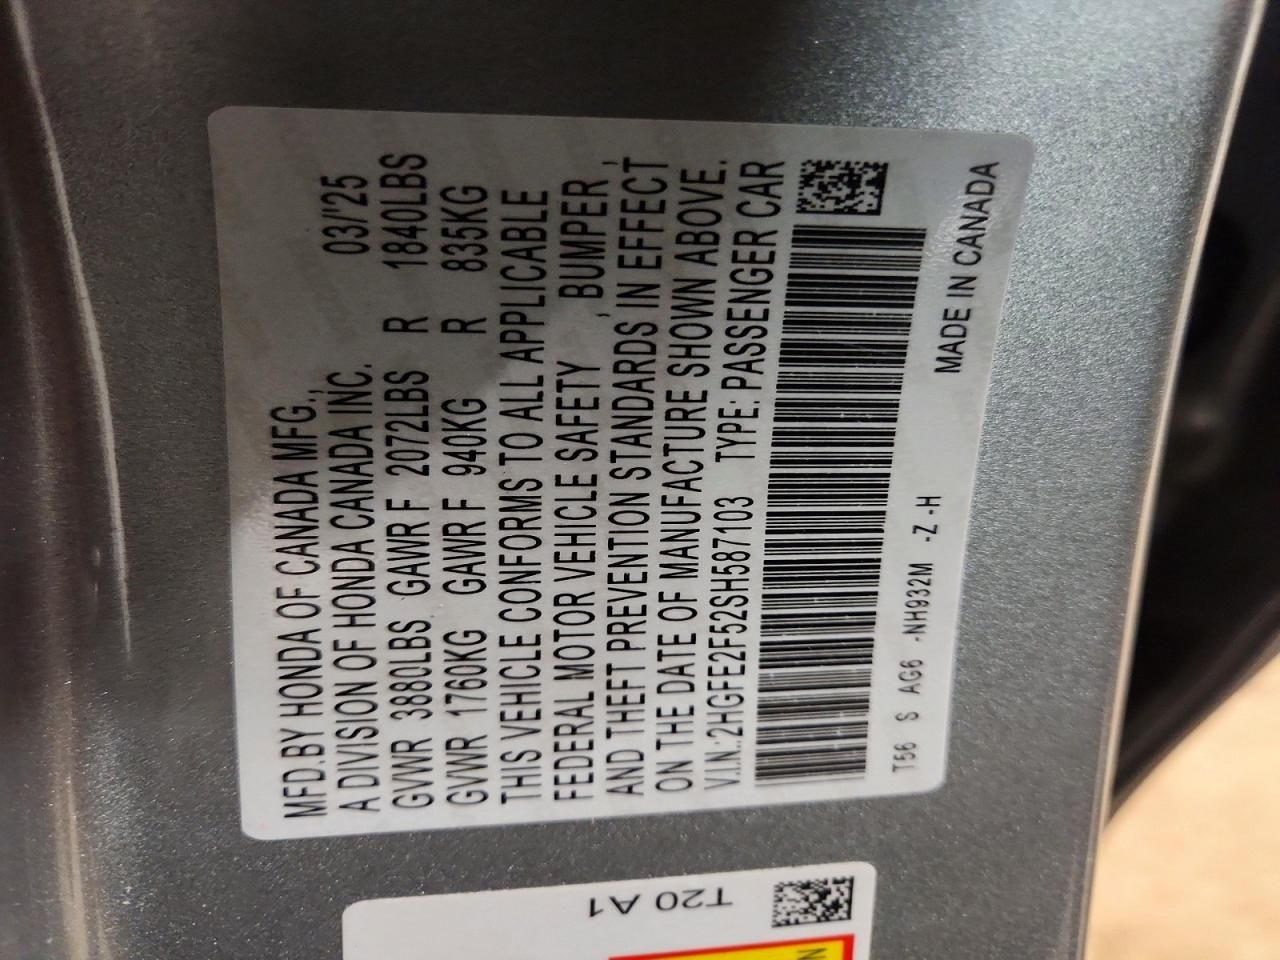 MFD.BY HONDA OF CANADA MFG.,
A DIVISION OF HONDA CANADA INC. 03/'25
GVWR 3880LBS GAWR F 2072LBS R 1840LBS
GVWR 1760KG GAWR F 940KG R 835KG
THIS VEHICLE CONFORMS TO ALL APPLICABLE
FEDERAL MOTOR VEHICLE SAFETY , BUMPER ,
AND THEFT PREVENTION STANDARDS IN EFFECT
ON THE DATE OF MANUFACTURE SHOWN ABOVE.
V.I.N.:2HGFE2F52SH587103 TYPE: PASSENGER CAR
T56 S AG6 -NH932M -Z -H
MADE IN CANADA
T20 A1